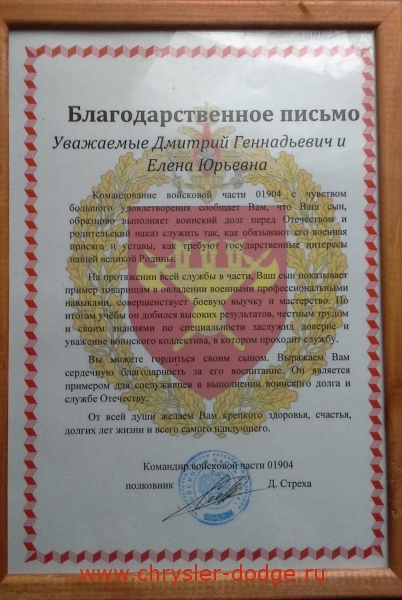 Благодарственное письмо
Уважаемые Дмитрий Геннадьевич и
Елена Юрьевна
Командование войсковой части 01904 с чувством
большого удовлетворения сообщает Вам, что Ваш сын,
образцово выполняет воинский долг перед Отечеством и
родительский наказ служить так, как обязывают его военная
присяга и уставы, как требуют государственные интересы
нашей великой Родины.
На протяжении всей службы в части, Ваш сын показывает
пример товарищам в овладении военными профессиональными
навыками, совершенствует боевую выучку и мастерство. По
итогам учёбы он добился высоких результатов, честным трудом
и своими знаниями по специальности заслужил доверие и
уважение воинского коллектива, в котором проходит службу.
Вы можете гордиться своим сыном. Выражаем Вам
сердечную благодарность за его воспитание. Он является
примером для сослуживцев в выполнении воинского долга и
службе Отечеству.
От всей души желаем Вам крепкого здоровья, счастья,
долгих лет жизни и всего самого наилучшего.
Командир войсковой части 01904
полковник Д. Стреха
www.chrysler-dodge.ru